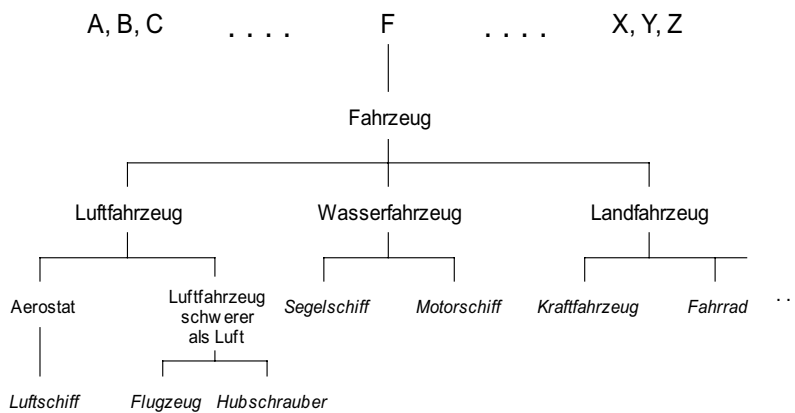 A, B, C . . . . F . . . . X, Y, Z
Fahrzeug
Luftfahrzeug Wasserfahrzeug Landfahrzeug
Aerostat
Luftfahrzeug
schwerer
als Luft
Segelschiff Motorschiff Kraftfahrzeug Fahrrad . .
Luftschiff Flugzeug Hubschrauber